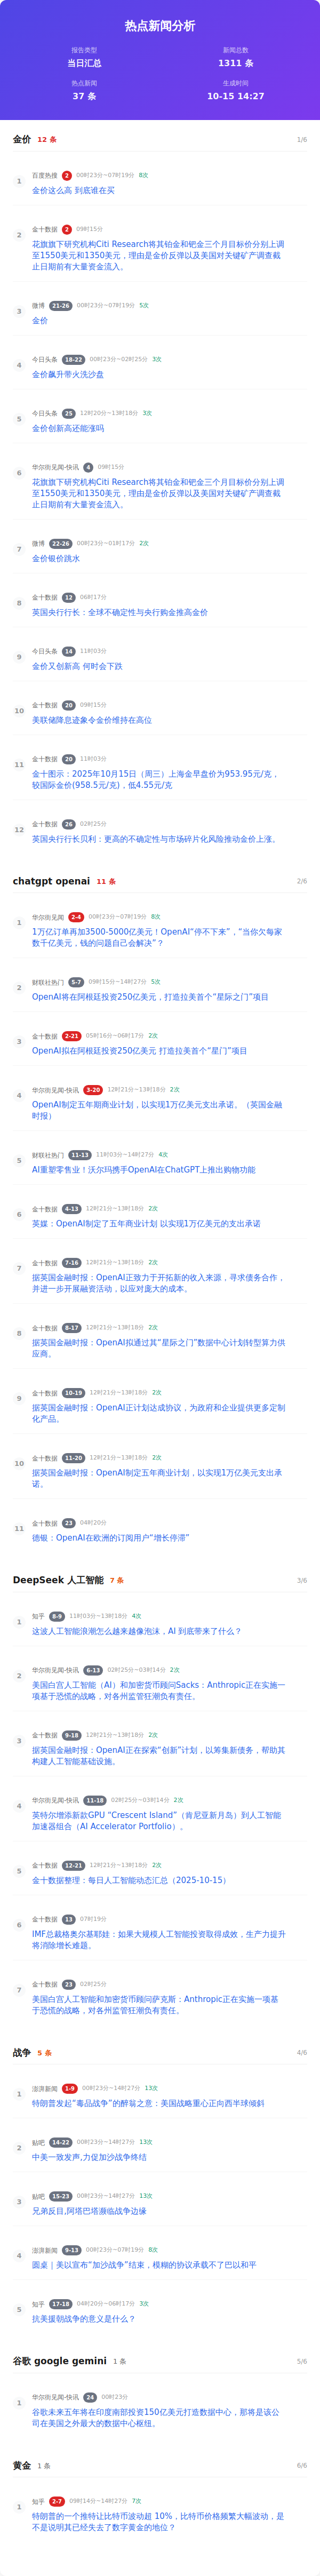 热点新闻分析
报告类型
新闻总数
当日汇总
1311 条
热点新闻
生成时间
37 条
10-15 14:27
金价 12 条 1/6
1
百度热搜 2 00时23分~07时19分 8次
金价这么高 到底谁在买
2
金十数据 2 09时15分
花旗旗下研究机构Citi Research将其铂金和钯金三个月目标价分别上调
至1550美元和1350美元，理由是金价反弹以及美国对关键矿产调查截
止日期前有大量资金流入。
3
微博 21-26 00时23分~07时19分 5次
金价
4
今日头条 18-22 00时23分~02时25分 3次
金价飙升带火洗沙盘
5
今日头条 25 12时20分~13时18分 3次
金价创新高还能涨吗
6
华尔街见闻-快讯 4 09时15分
花旗旗下研究机构Citi Research将其铂金和钯金三个月目标价分别上调
至1550美元和1350美元，理由是金价反弹以及美国对关键矿产调查截
止日期前有大量资金流入。
7
微博 22-26 00时23分~01时17分 2次
金价银价跳水
8
金十数据 12 06时17分
英国央行行长：全球不确定性与央行购金推高金价
9
今日头条 14 11时03分
金价又创新高 何时会下跌
10
金十数据 20 09时15分
美联储降息迹象令金价维持在高位
11
金十数据 20 11时03分
金十图示：2025年10月15日（周三）上海金早盘价为953.95元/克，
较国际金价(958.5元/克)，低4.55元/克
12
金十数据 26 02时25分
英国央行行长贝利：更高的不确定性与市场碎片化风险推动金价上涨。
chatgpt openai 11 条 2/6
1
华尔街见闻 2-4 00时23分~07时19分 8次
1万亿订单再加3500-5000亿美元！OpenAI“停不下来”，“当你欠每家
数千亿美元，钱的问题自己会解决”？
2
财联社热门 5-7 09时15分~14时27分 5次
OpenAI将在阿根廷投资250亿美元，打造拉美首个“星际之门”项目
3
金十数据 2-21 05时16分~06时17分 2次
OpenAI拟在阿根廷投资250亿美元 打造拉美首个“星门”项目
4
华尔街见闻-快讯 3-20 12时21分~13时18分 2次
OpenAI制定五年期商业计划，以实现1万亿美元支出承诺。（英国金融
时报）
5
财联社热门 11-13 11时03分~14时27分 4次
AI重塑零售业！沃尔玛携手OpenAI在ChatGPT上推出购物功能
6
金十数据 4-13 12时21分~13时18分 2次
英媒：OpenAI制定了五年商业计划 以实现1万亿美元的支出承诺
7
金十数据 7-16 12时21分~13时18分 2次
据英国金融时报：OpenAI正致力于开拓新的收入来源，寻求债务合作，
并进一步开展融资活动，以应对庞大的成本。
8
金十数据 8-17 12时21分~13时18分 2次
据英国金融时报：OpenAI拟通过其“星际之门”数据中心计划转型算力供
应商。
9
金十数据 10-19 12时21分~13时18分 2次
据英国金融时报：OpenAI正计划达成协议，为政府和企业提供更多定制
化产品。
10
金十数据 11-20 12时21分~13时18分 2次
据英国金融时报：OpenAI制定五年商业计划，以实现1万亿美元支出承
诺。
11
金十数据 23 04时20分
德银：OpenAI在欧洲的订阅用户“增长停滞”
DeepSeek 人工智能 7 条 3/6
1
知乎 8-9 11时03分~13时18分 4次
这波人工智能浪潮怎么越来越像泡沫，AI 到底带来了什么？
2
华尔街见闻-快讯 6-13 02时25分~03时14分 2次
美国白宫人工智能（AI）和加密货币顾问Sacks：Anthropic正在实施一
项基于恐慌的战略，对各州监管狂潮负有责任。
3
金十数据 9-18 12时21分~13时18分 2次
据英国金融时报：OpenAI正在探索“创新”计划，以筹集新债务，帮助其
构建人工智能基础设施。
4
华尔街见闻-快讯 11-18 02时25分~03时14分 2次
英特尔增添新款GPU “Crescent Island”（肯尼亚新月岛）到人工智能
加速器组合（AI Accelerator Portfolio）。
5
金十数据 12-21 12时21分~13时18分 2次
金十数据整理：每日人工智能动态汇总（2025-10-15）
6
金十数据 13 07时19分
IMF总裁格奥尔基耶娃：如果大规模人工智能投资取得成效，生产力提升
将消除增长难题。
7
金十数据 23 02时25分
美国白宫人工智能和加密货币顾问萨克斯：Anthropic正在实施一项基
于恐慌的战略，对各州监管狂潮负有责任。
战争 5 条 4/6
1
澎湃新闻 1-9 00时23分~14时27分 13次
特朗普发起“毒品战争”的醉翁之意：美国战略重心正向西半球倾斜
2
贴吧 14-22 00时23分~14时27分 13次
中美一致发声,力促加沙战争终结
3
贴吧 15-23 00时23分~14时27分 13次
兄弟反目,阿塔巴塔濒临战争边缘
4
澎湃新闻 9-13 00时23分~07时19分 8次
圆桌｜美以宣布“加沙战争”结束，模糊的协议承载不了巴以和平
5
知乎 17-18 04时20分~06时17分 3次
抗美援朝战争的意义是什么？
谷歌 google gemini 1 条 5/6
1
华尔街见闻-快讯 24 00时23分
谷歌未来五年将在印度南部投资150亿美元打造数据中心，那将是该公
司在美国之外最大的数据中心枢纽。
黄金 1 条 6/6
1
知乎 2-7 09时14分~14时27分 7次
特朗普的一个推特让比特币波动超 10%，比特币价格频繁大幅波动，是
不是说明其已经失去了数字黄金的地位？